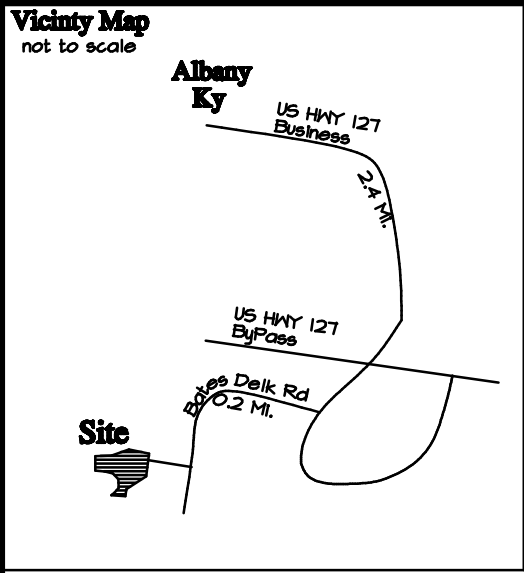 Vicinty Map
not to scale
Albany
Ky
US HWY 127
Business
2.4 MI.
US HWY 127
ByPass
Bates Delk Rd
0.2 MI.
Site